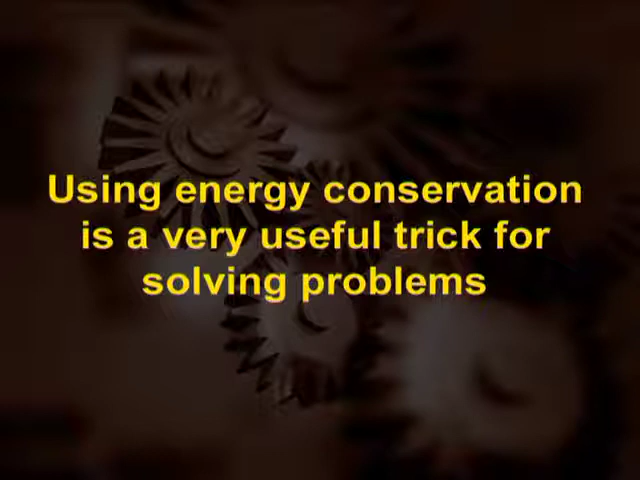 Using energy conservation
is a very useful trick for
solving problems